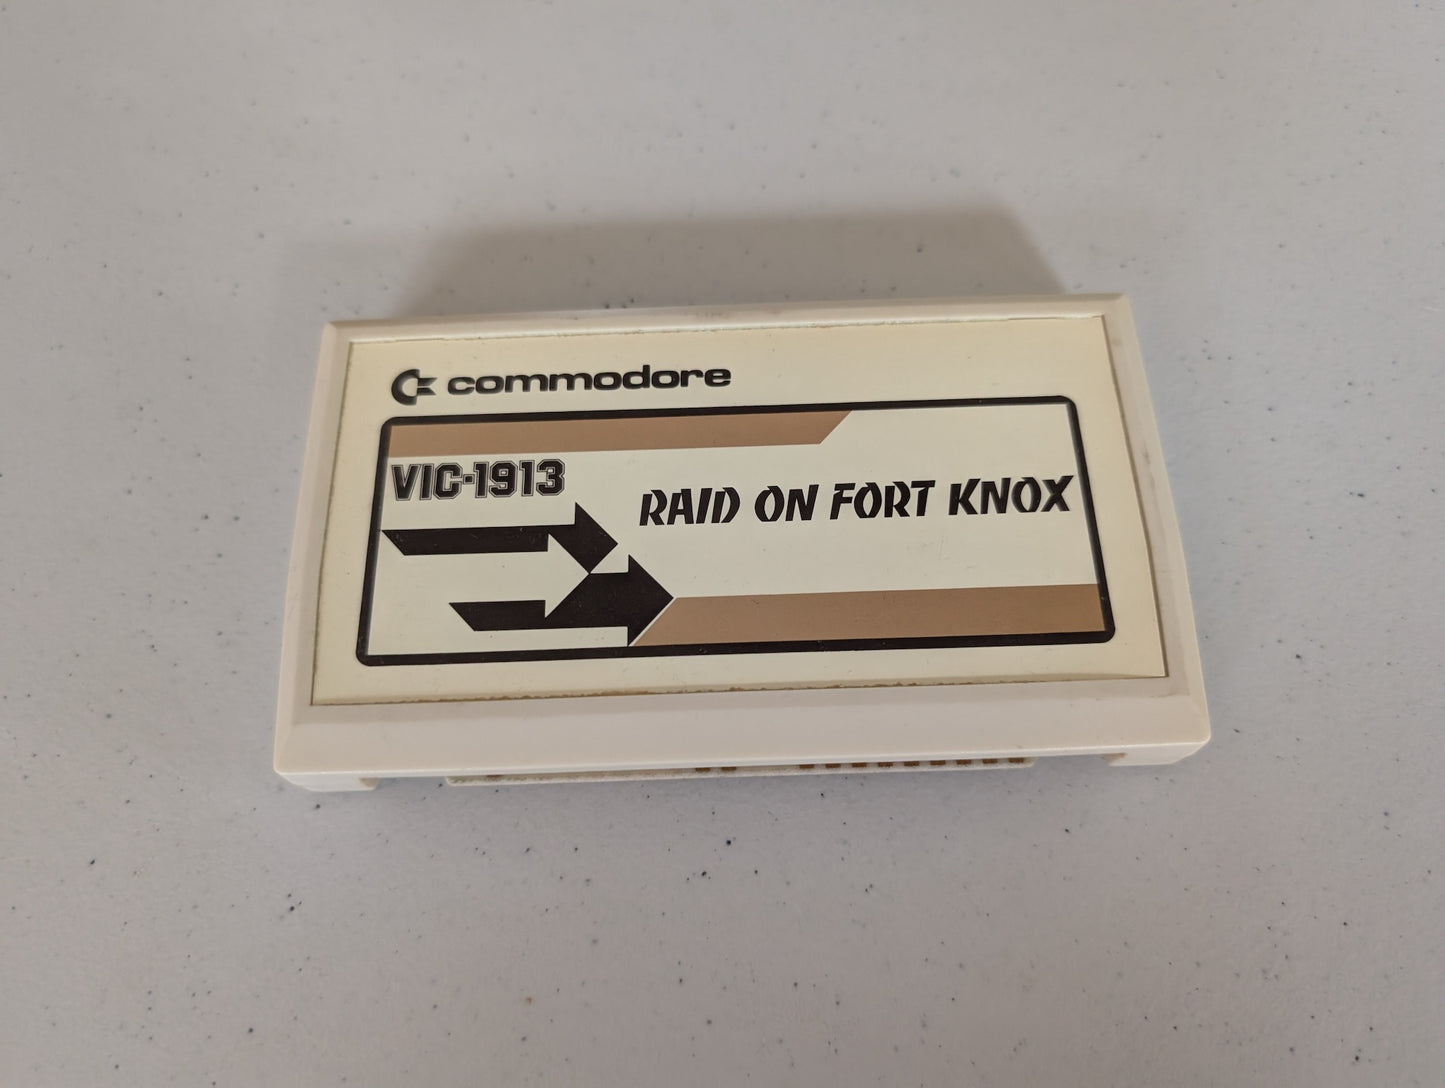 commodore
VIC-1913
RAID ON FORT KNOX